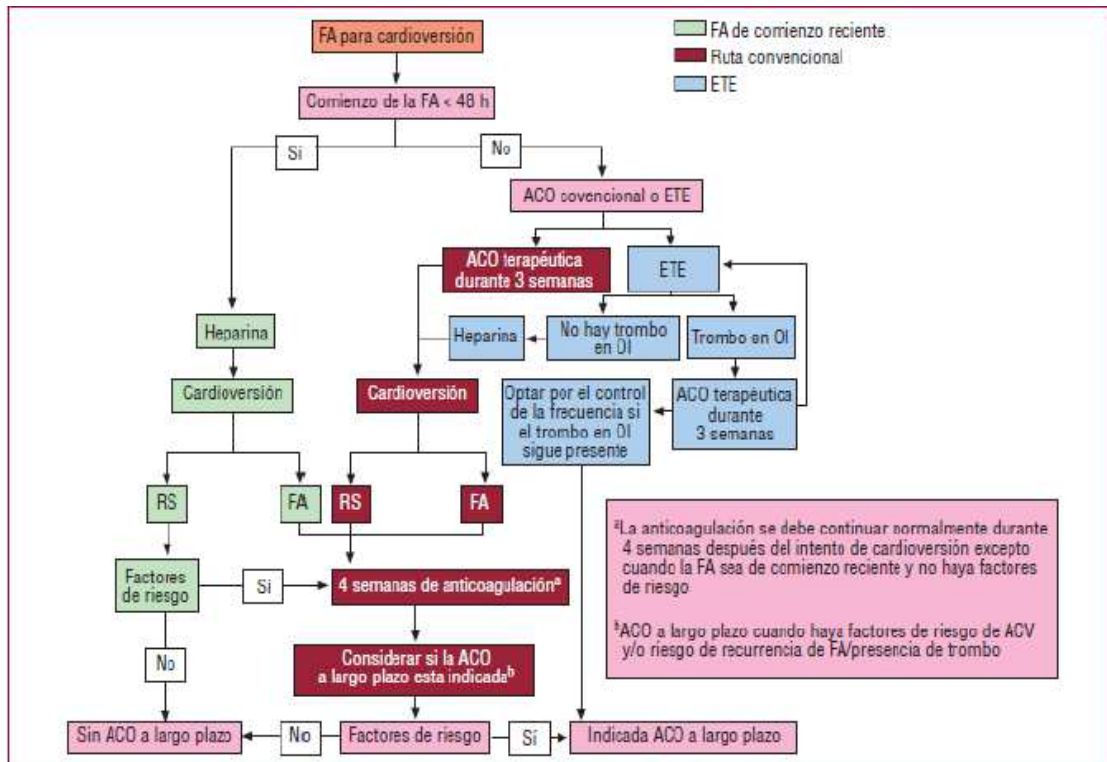 FA para cardioversión
FA de comienzo reciente
Ruta convencional
ETE
Comienzo de la FA < 48 h
Si
No
ACO covencional o ETE
ACO terapéutica
durante 3 semanas
ETE
Heparina
Heparina
No hay trombo
en OI
Trombo en OI
Cardioversión
Cardioversión
Optar por el control
de la frecuencia si
el trombo en OI
sigue presente
ACO terapéutica
durante
3 semanas
RS
FA
RS
FA
Factores
de riesgo
Si
4 semanas de anticoagulaciónᵃ
ᵃLa anticoagulación se debe continuar normalmente durante
4 semanas después del intento de cardioversión excepto
cuando la FA sea de comienzo reciente y no haya factores
de riesgo
ᵇACO a largo plazo cuando haya factores de riesgo de ACV
y/o riesgo de recurrencia de FA/presencia de trombo
No
Considerar si la ACO
a largo plazo esta indicadaᵇ
Sin ACO a largo plazo
No
Factores de riesgo
Sí
Indicada ACO a largo plazo